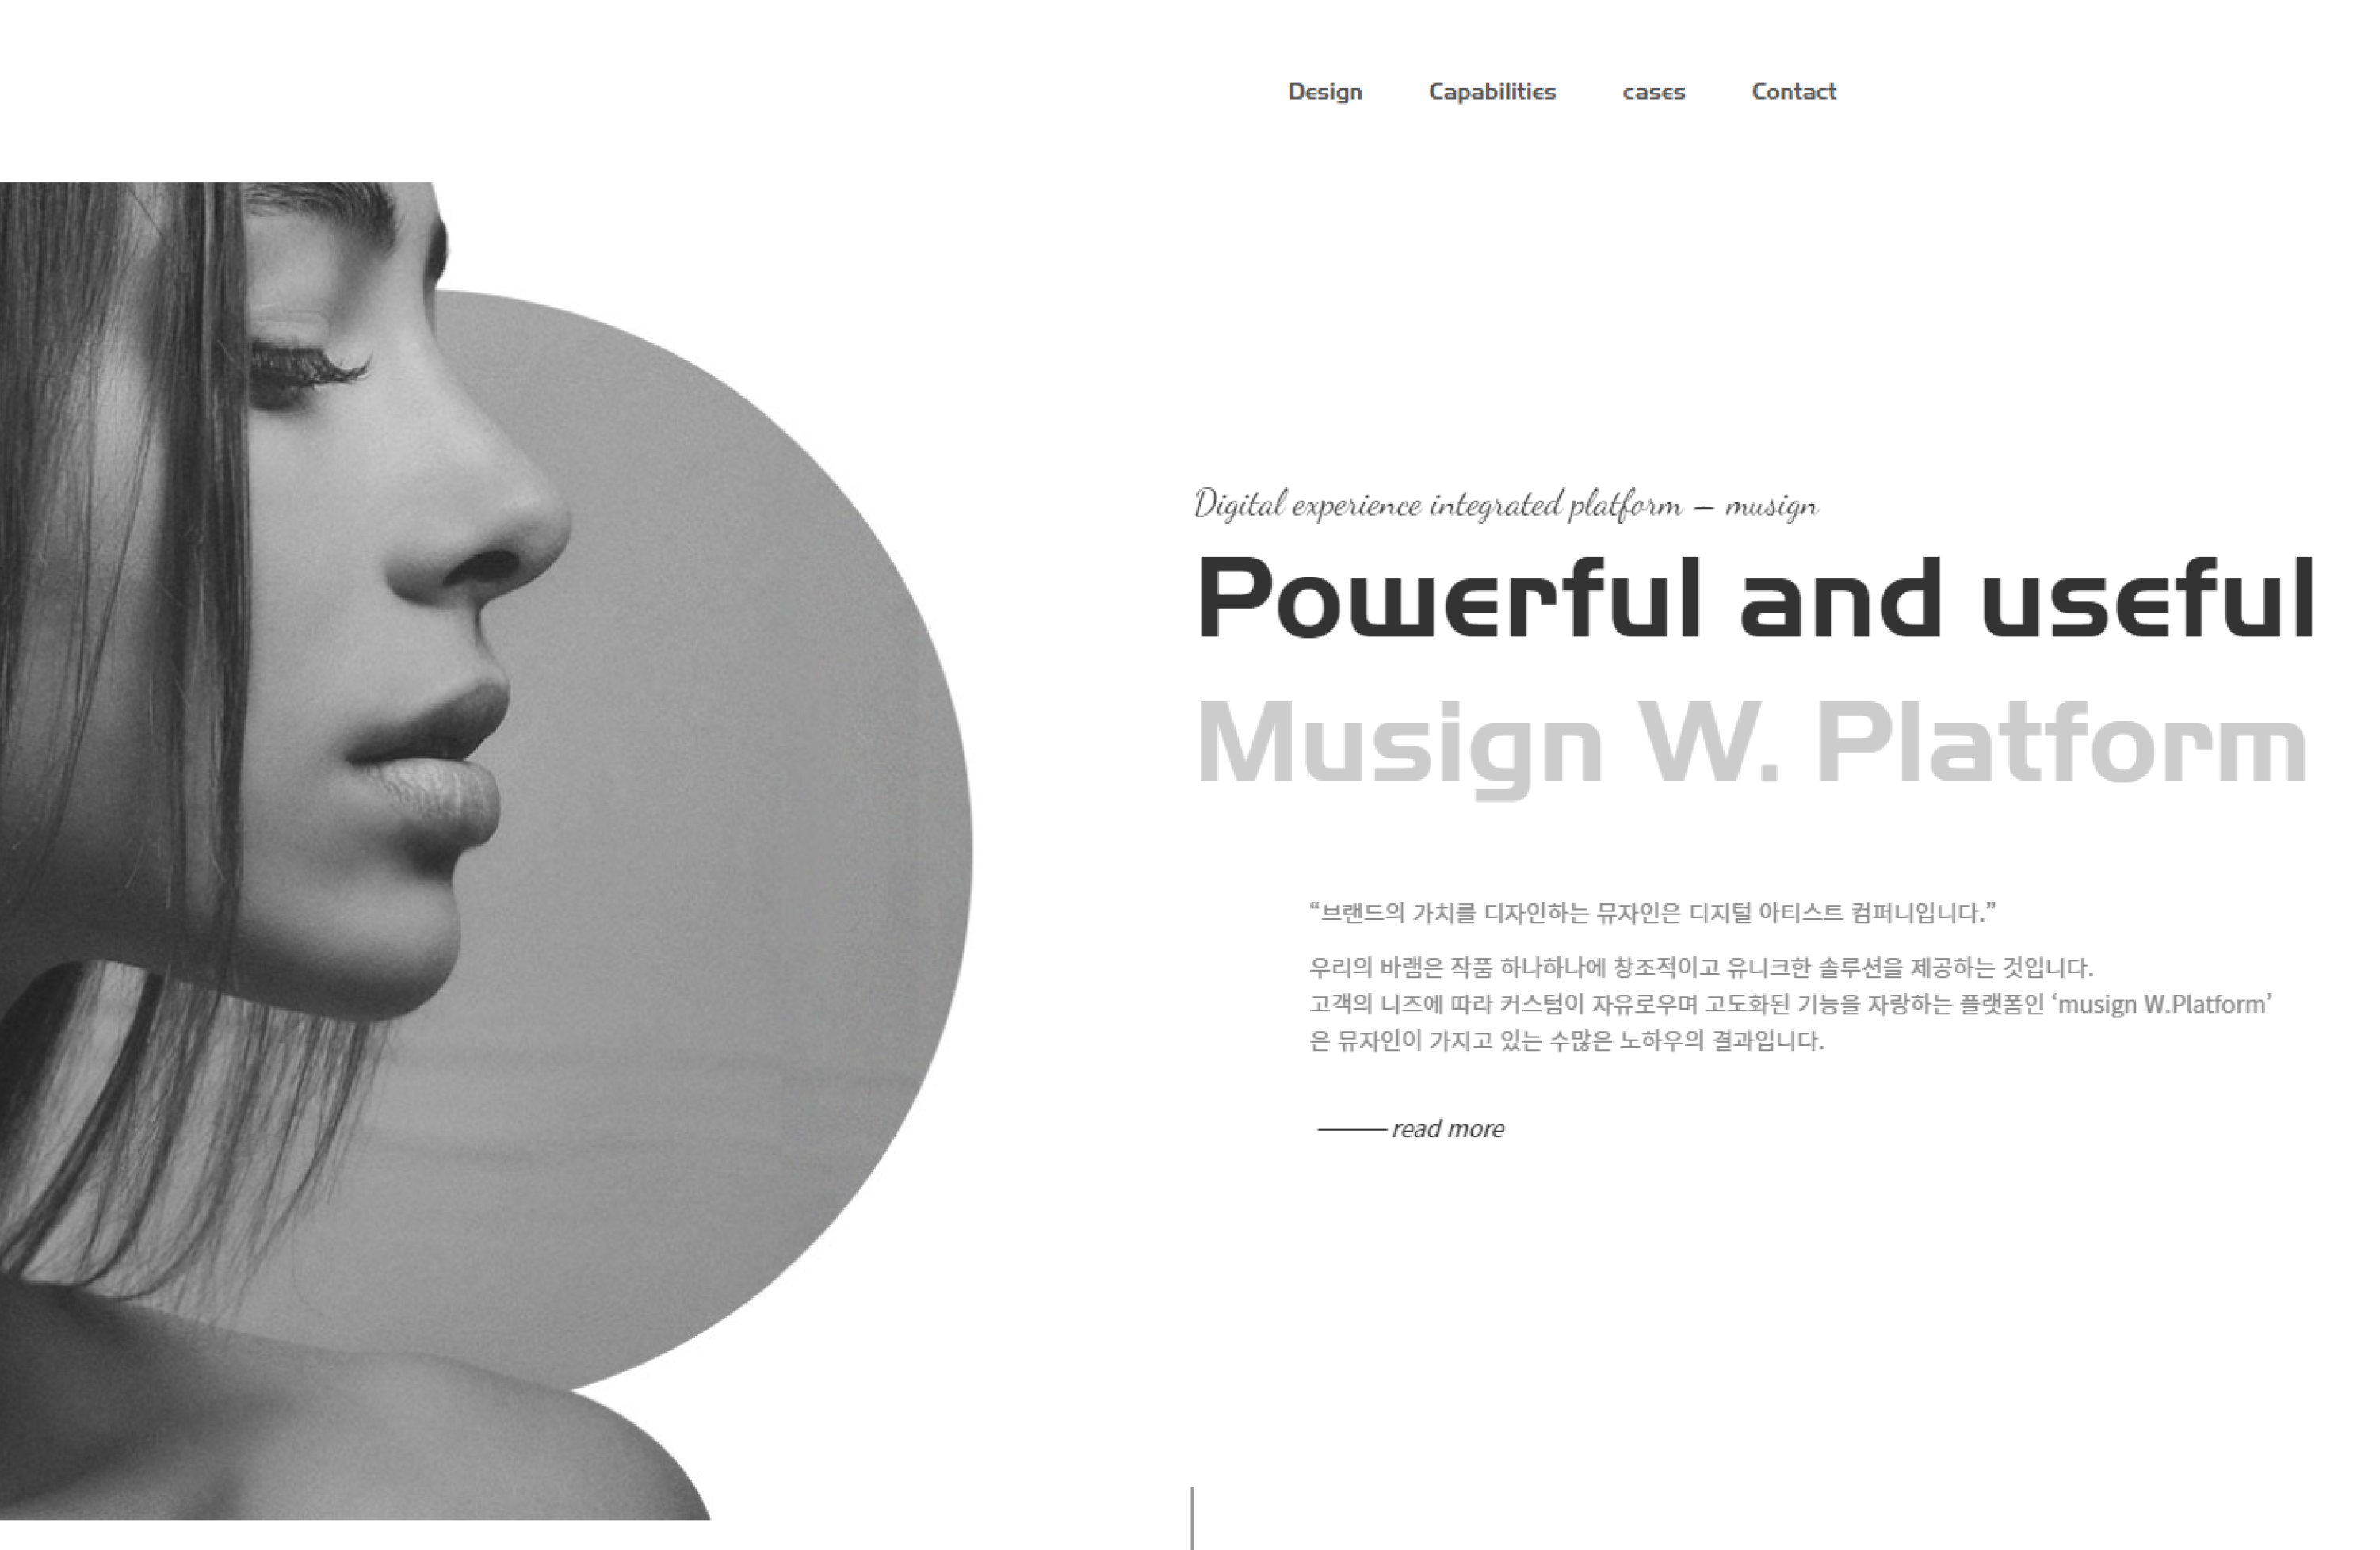 Design Capabilities cases Contact
Digital experience integrated platform – musign
Powerful and useful
Musign W. Platform
“브랜드의 가치를 디자인하는 뮤자인은 디지털 아티스트 컴퍼니입니다.”
우리의 바램은 작품 하나하나에 창조적이고 유니크한 솔루션을 제공하는 것입니다.
고객의 니즈에 따라 커스텀이 자유로우며 고도화된 기능을 자랑하는 플랫폼인 ‘musign W.Platform’
은 뮤자인이 가지고 있는 수많은 노하우의 결과입니다.
read more